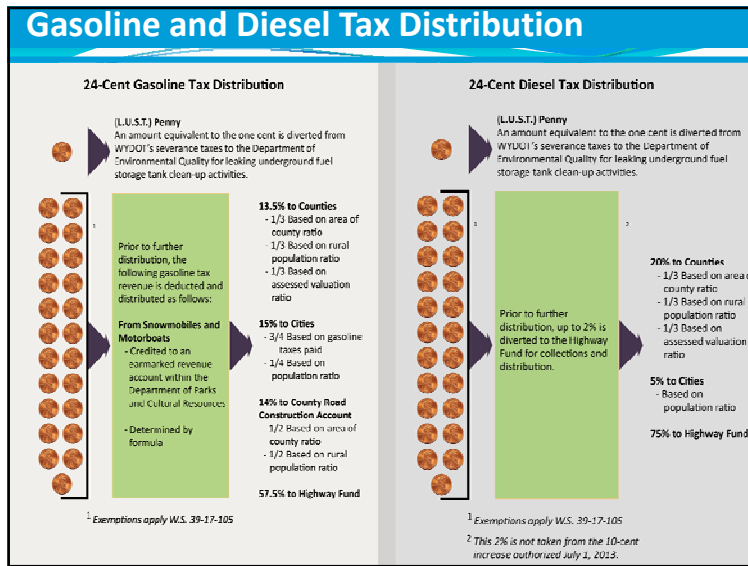 Gasoline and Diesel Tax Distribution
24-Cent Gasoline Tax Distribution
(L.U.S.T.) Penny
An amount equivalent to the one cent is diverted from
WYDOT's severance taxes to the Department of
Environmental Quality for leaking underground fuel
storage tank clean-up activities.
1
Prior to further
distribution, the
following gasoline tax
revenue is deducted and
distributed as follows:
From Snowmobiles and
Motorboats
- Credited to an
earmarked revenue
account within the
Department of Parks
and Cultural Resources
- Determined by
formula
13.5% to Counties
- 1/3 Based on area of
county ratio
- 1/3 Based on rural
population ratio
- 1/3 Based on
assessed valuation
ratio
15% to Cities
- 3/4 Based on gasoline
taxes paid
- 1/4 Based on
population ratio
14% to County Road
Construction Account
- 1/2 Based on area of
county ratio
- 1/2 Based on rural
population ratio
57.5% to Highway Fund
1 Exemptions apply W.S. 39-17-105
24-Cent Diesel Tax Distribution
(L.U.S.T.) Penny
An amount equivalent to the one cent is diverted from
WYDOT's severance taxes to the Department of
Environmental Quality for leaking underground fuel
storage tank clean-up activities.
1
2
Prior to further
distribution, up to 2% is
diverted to the Highway
Fund for collections and
distribution.
20% to Counties
- 1/3 Based on area o
county ratio
- 1/3 Based on rural
population ratio
- 1/3 Based on
assessed valuation
ratio
5% to Cities
- Based on
population ratio
75% to Highway Fund
1 Exemptions apply W.S. 39-17-105
2 This 2% is not taken from the 10-cent
increase authorized July 1, 2013.